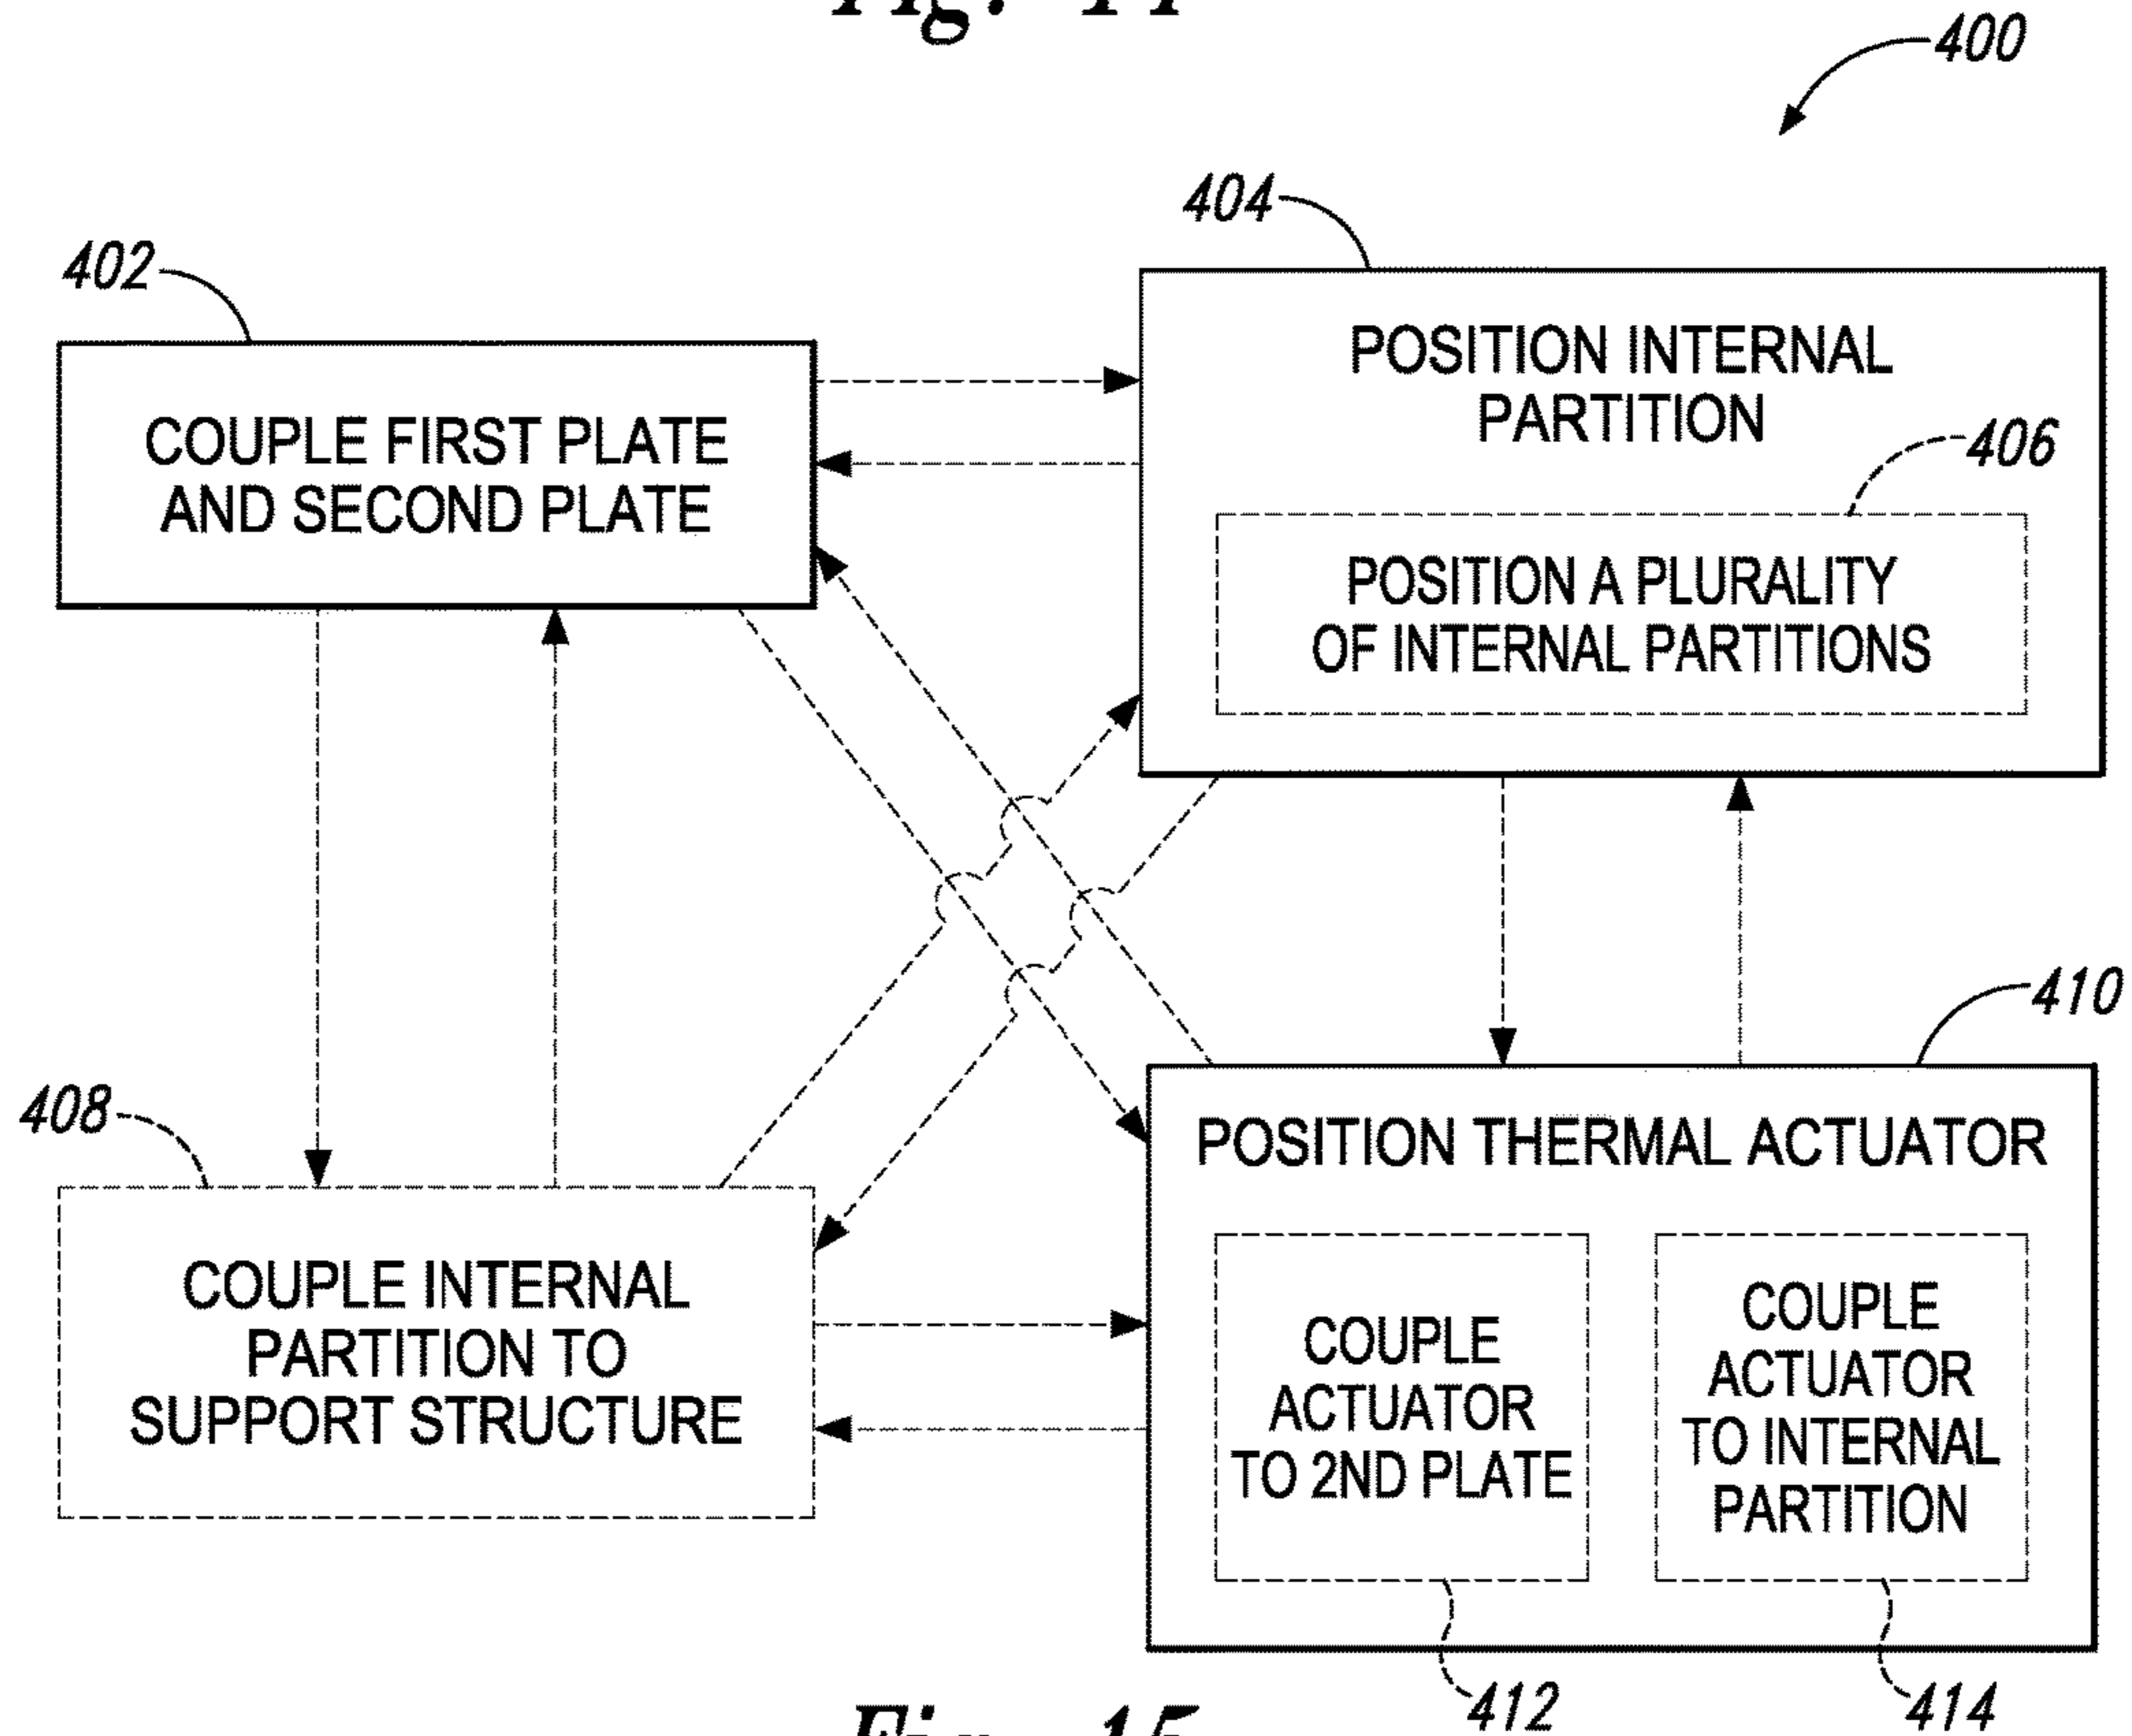 400
404
402
POSITION INTERNAL
PARTITION
406
COUPLE FIRST PLATE
AND SECOND PLATE
POSITION A PLURALITY
OF INTERNAL PARTITIONS
410
408
POSITION THERMAL ACTUATOR
COUPLE INTERNAL
PARTITION TO
SUPPORT STRUCTURE
COUPLE
ACTUATOR
TO 2ND PLATE
COUPLE
ACTUATOR
TO INTERNAL
PARTITION
412
414